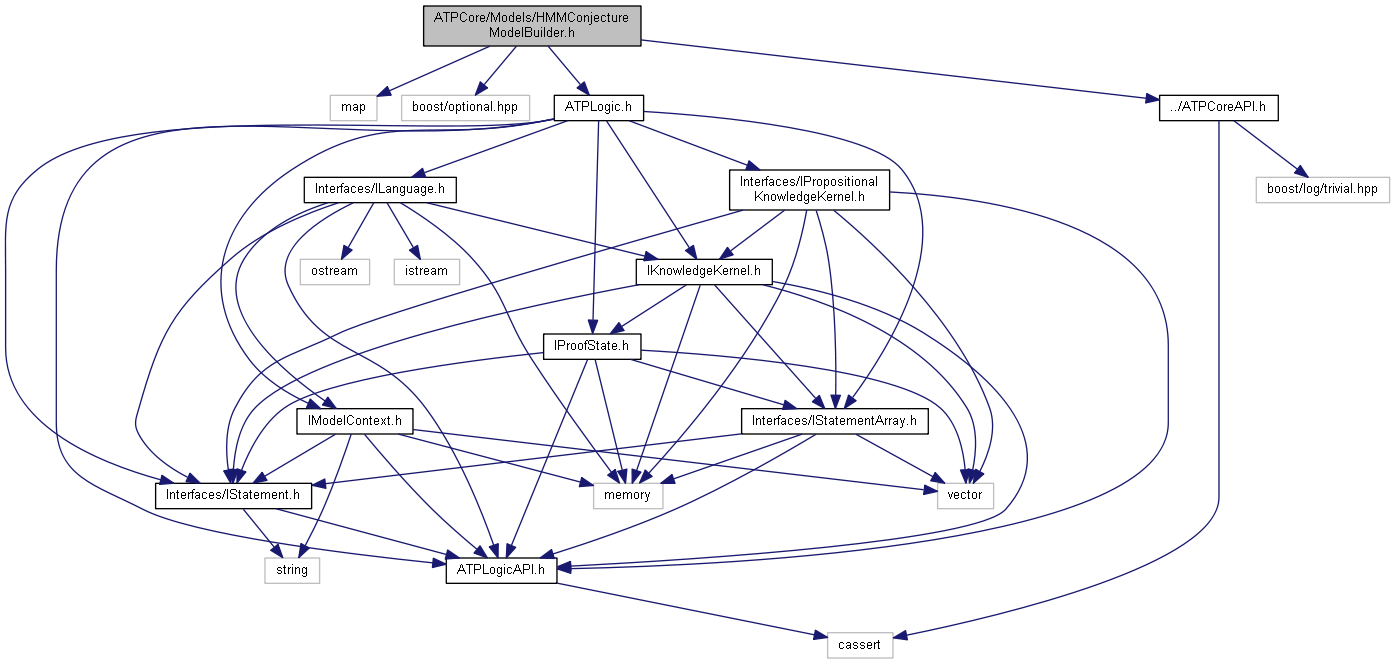 ATPCore/Models/HMMConjecture
ModelBuilder.h
map
boost/optional.hpp
ATPLogic.h
../ATPCoreAPI.h
Interfaces/ILanguage.h
Interfaces/IPropositional
KnowledgeKernel.h
boost/log/trivial.hpp
ostream
istream
IKnowledgeKernel.h
IProofState.h
IModelContext.h
Interfaces/IStatementArray.h
Interfaces/IStatement.h
memory
vector
string
ATPLogicAPI.h
cassert